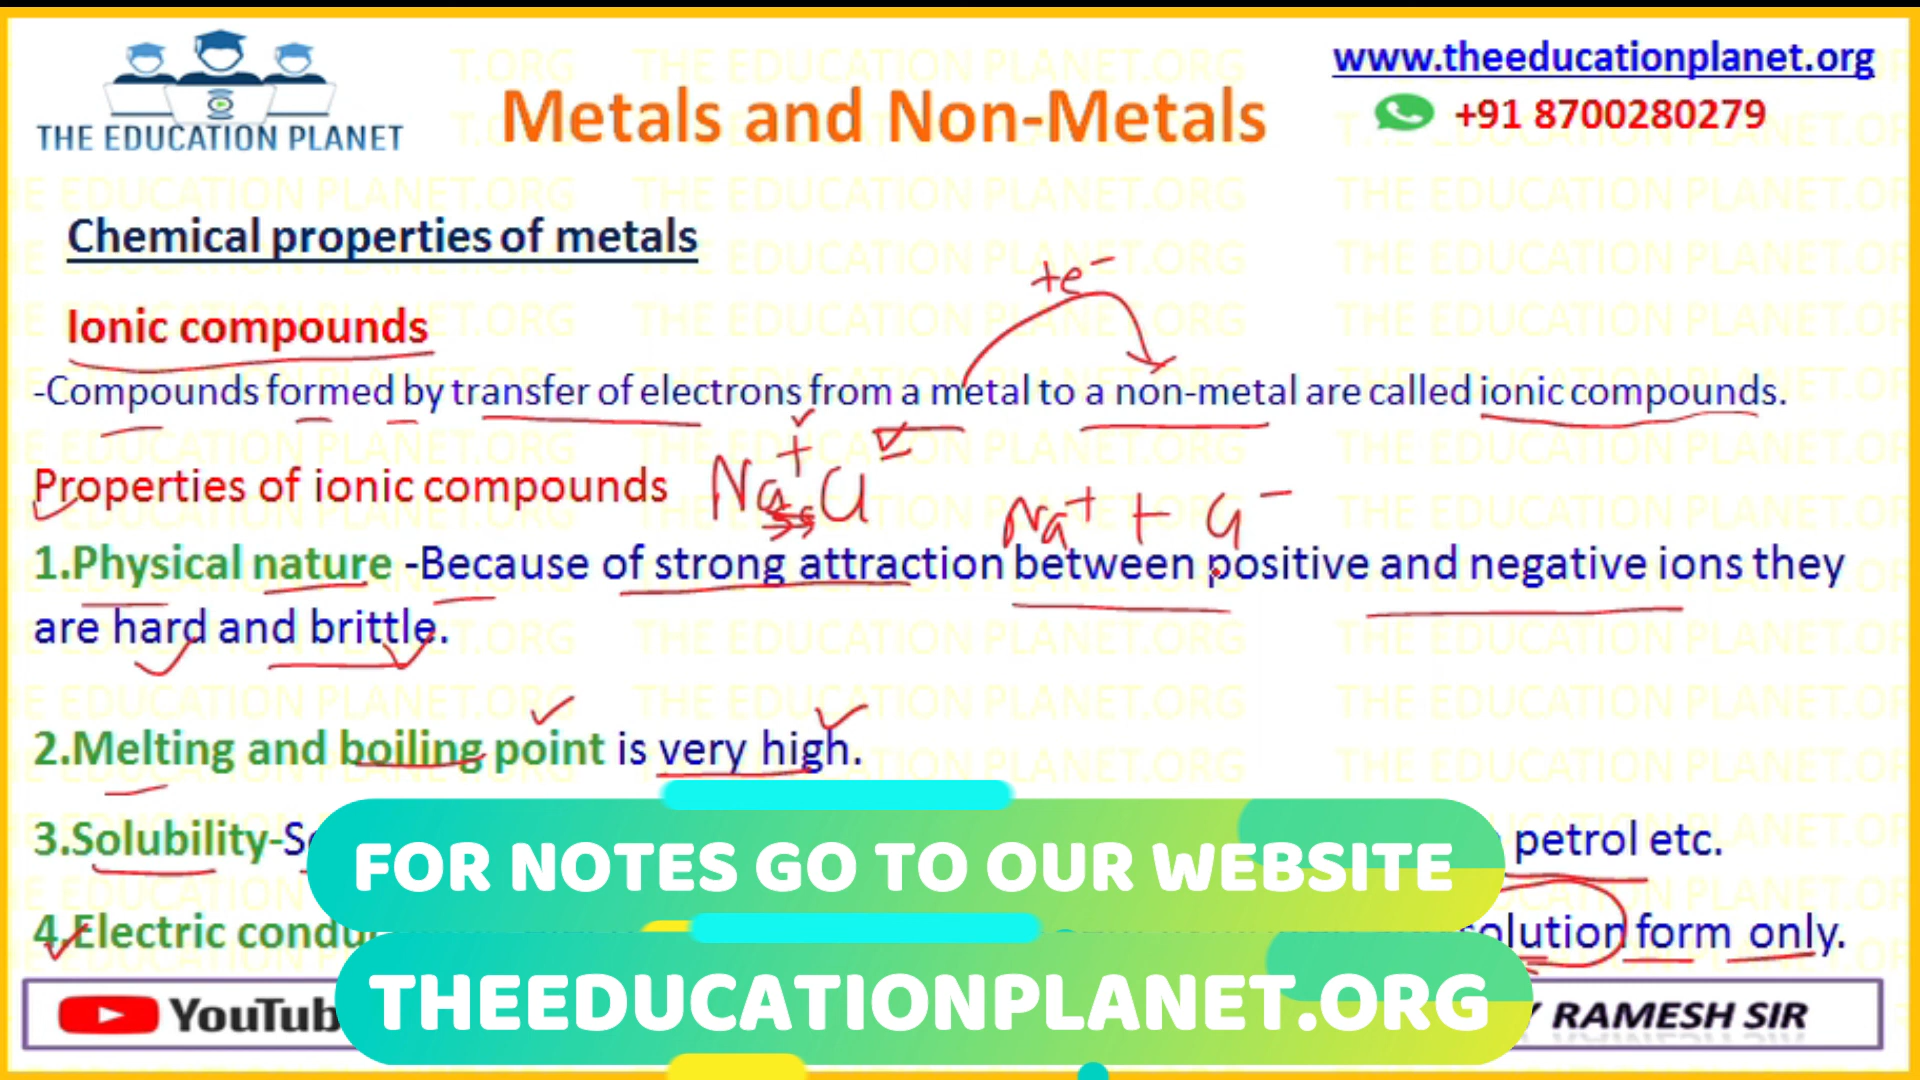 THE EDUCATION PLANET
Metals and Non-Metals
www.theeducationplanet.org
+91 8700280279
Chemical properties of metals
+e⁻
Ionic compounds
-Compounds formed by transfer of electrons from a metal to a non-metal are called ionic compounds.
Properties of ionic compounds
Na⁺Cl⁻
Na⁺ + Cl⁻
1.Physical nature -Because of strong attraction between positive and negative ions they
are hard and brittle.
2.Melting and boiling point is very high.
3.Solubility- petrol etc.
4.Electric solution form only.
FOR NOTES GO TO OUR WEBSITE
THEEDUCATIONPLANET.ORG
YouTub
RAMESH SIR